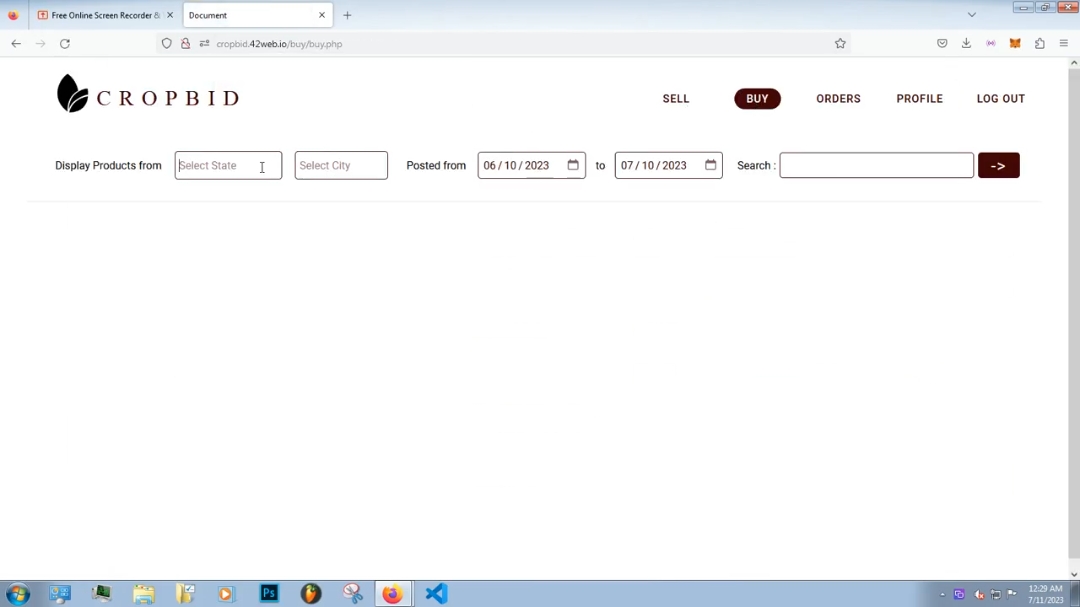 Free Online Screen Recorder &
Document
cropbid.42web.io/buy/buy.php
CROPBID
SELL
BUY
ORDERS
PROFILE
LOG OUT
Display Products from
Select State
Select City
Posted from
06 / 10 / 2023
to
07 / 10 / 2023
Search :
->
Ps
12:29 AM
7/11/2023